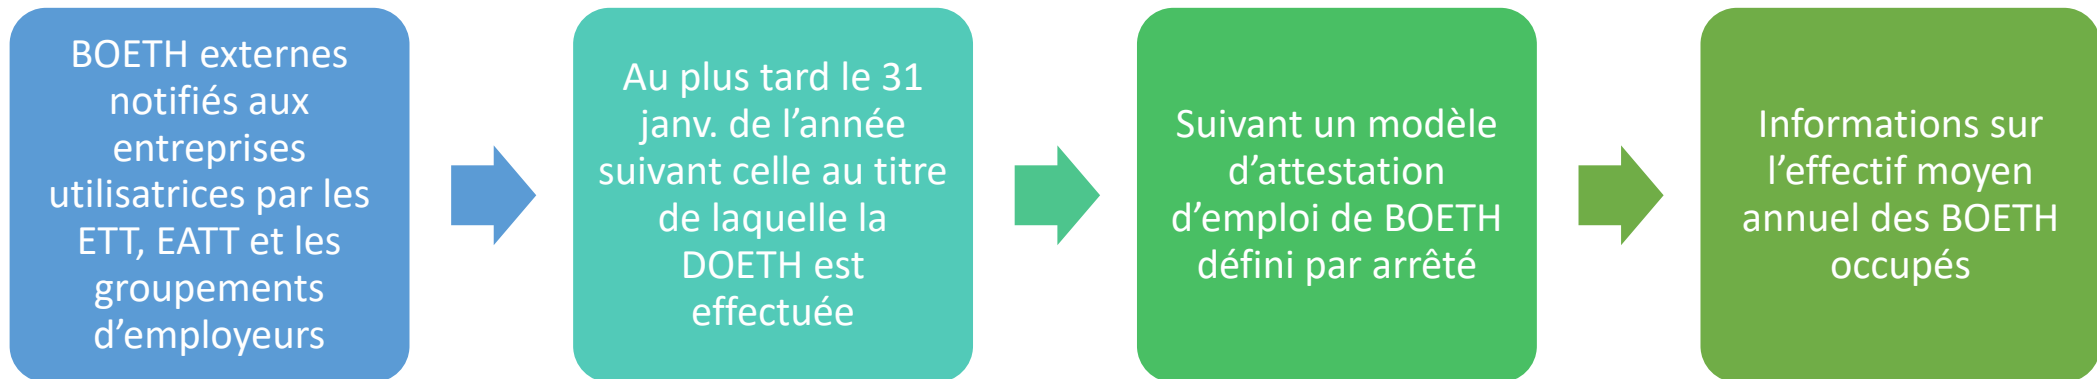 BOETH externes
notifiés aux
entreprises
utilisatrices par les
ETT, EATT et les
groupements
d’employeurs
Au plus tard le 31
janv. de l’année
suivant celle au titre
de laquelle la
DOETH est
effectuée
Suivant un modèle
d’attestation
d’emploi de BOETH
défini par arrêté
Informations sur
l’effectif moyen
annuel des BOETH
occupés